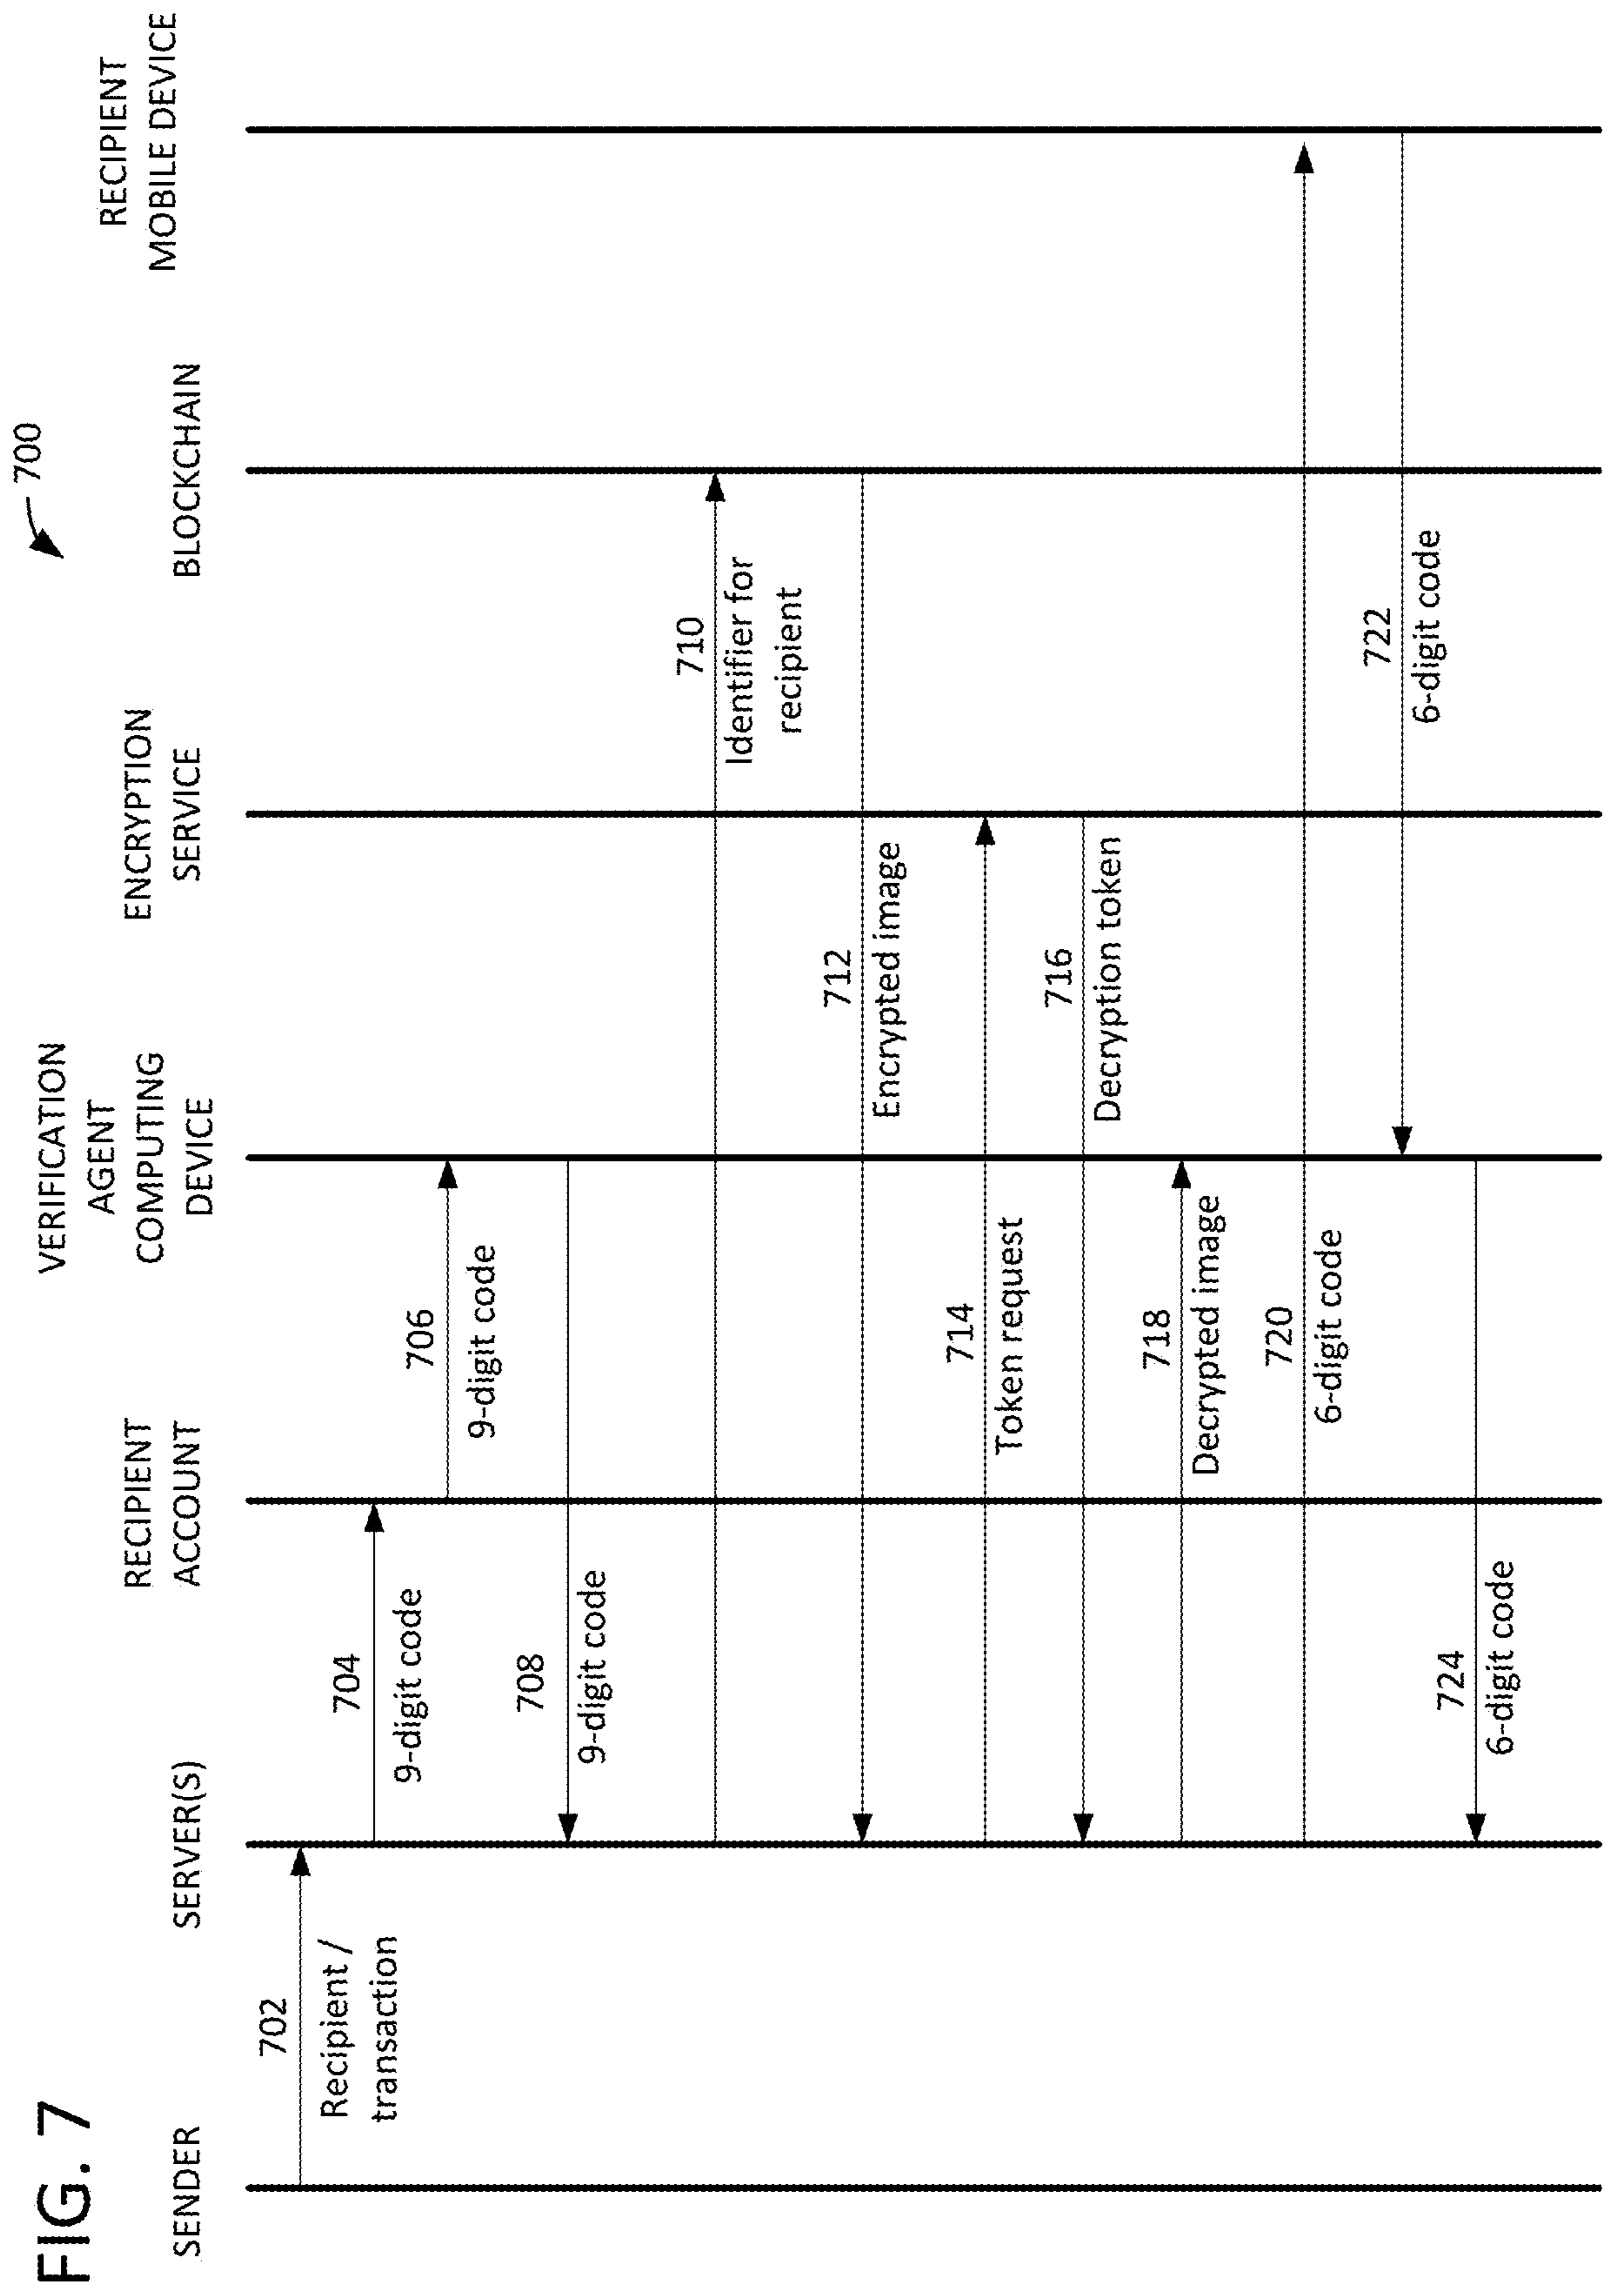 FIG. 7
700
SENDER
SERVER(S)
RECIPIENT
ACCOUNT
VERIFICATION
AGENT
COMPUTING
DEVICE
ENCRYPTION
SERVICE
BLOCKCHAIN
RECIPIENT
MOBILE DEVICE
702
Recipient /
transaction
704
9-digit code
706
9-digit code
708
9-digit code
710
Identifier for
recipient
712
Encrypted image
714
Token request
716
Decryption token
718
Decrypted image
720
6-digit code
722
6-digit code
724
6-digit code